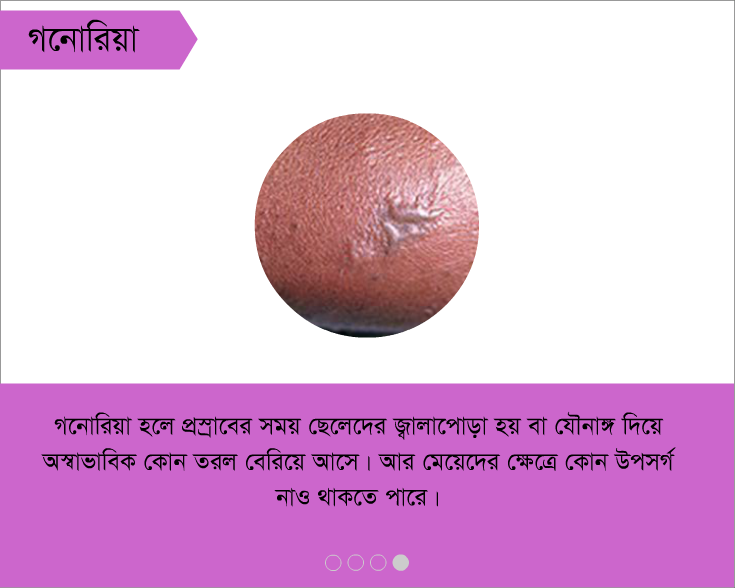 গনোরিয়া
গনোরিয়া হলে প্রস্রাবের সময় ছেলেদের জ্বালাপোড়া হয় বা যৌনাঙ্গ দিয়ে
অস্বাভাবিক কোন তরল বেরিয়ে আসে। আর মেয়েদের ক্ষেত্রে কোন উপসর্গ
নাও থাকতে পারে।